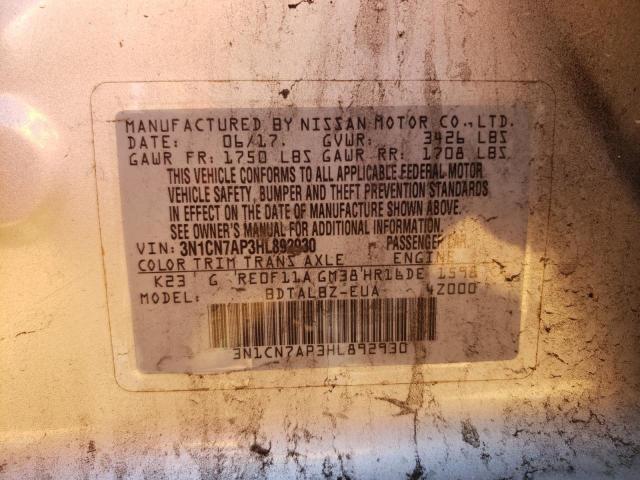 MANUFACTURED BY NISSAN MOTOR CO.,LTD.
DATE: 06/17. GVWR: 3426 LBS
GAWR FR: 1750 LBS GAWR RR: 1708 LBS
THIS VEHICLE CONFORMS TO ALL APPLICABLE FEDERAL MOTOR
VEHICLE SAFETY, BUMPER AND THEFT PREVENTION STANDARDS
IN EFFECT ON THE DATE OF MANUFACTURE SHOWN ABOVE.
SEE OWNER'S MANUAL FOR ADDITIONAL INFORMATION.
VIN: 3N1CN7AP3HL892930 PASSENGER CAR
COLOR TRIM TRANS AXLE ENGINE
K23 G RE0F11A GM38 HR16DE 1598
MODEL: BDTALBZ-EUA 4Z000
3N1CN7AP3HL892930